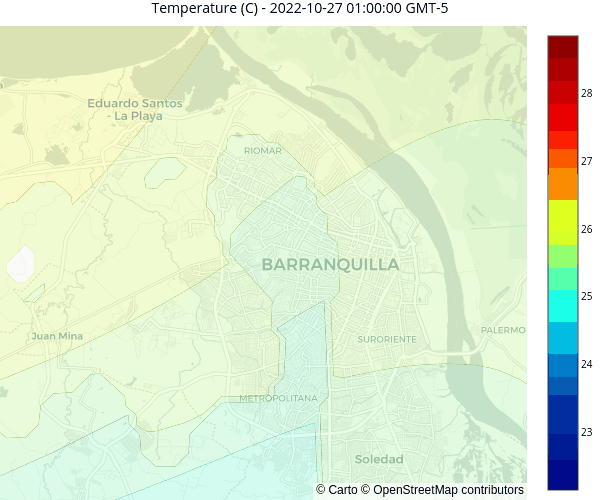 Temperature (C) - 2022-10-27 01:00:00 GMT-5
Eduardo Santos
- La Playa
RIOMAR
BARRANQUILLA
Juan Mina
SURORIENTE
PALERMO
METROPOLITANA
Soledad
© Carto © OpenStreetMap contributors
28
27
26
25
24
23